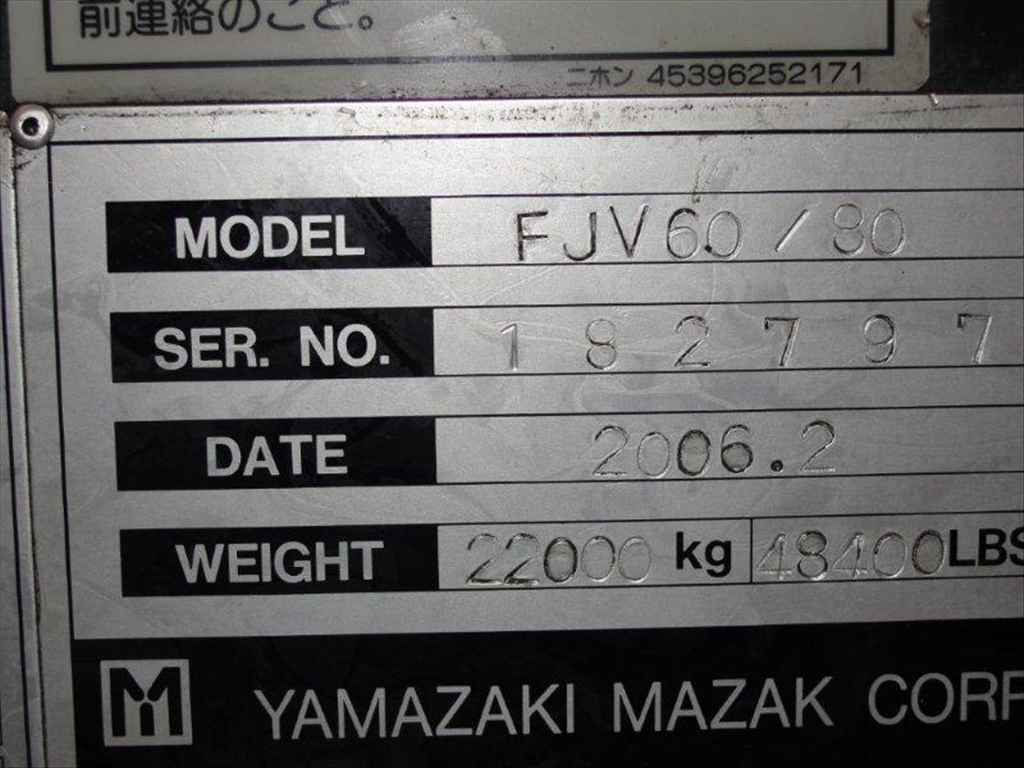 前連絡のこと。
ニホン 45396252171
MODEL FJV60/80
SER. NO. 182797
DATE 2006.2
WEIGHT 22000 kg 48400 LBS
YAMAZAKI MAZAK CORP